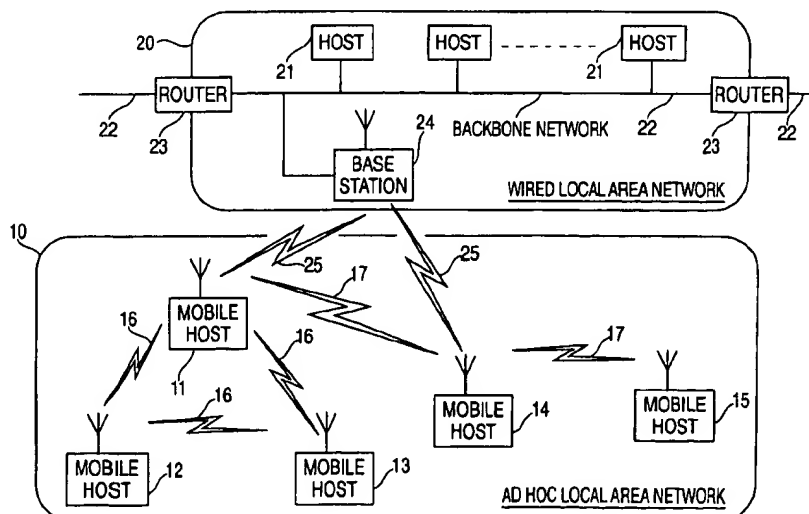 20
HOST HOST HOST
21 21
ROUTER ROUTER
22 23 BACKBONE NETWORK 22 23 22
24
BASE
STATION
WIRED LOCAL AREA NETWORK
10
25 25
17
MOBILE
HOST
11
16 16 17
16
MOBILE
HOST
14
MOBILE
HOST
15
MOBILE
HOST
12
MOBILE
HOST
13
AD HOC LOCAL AREA NETWORK